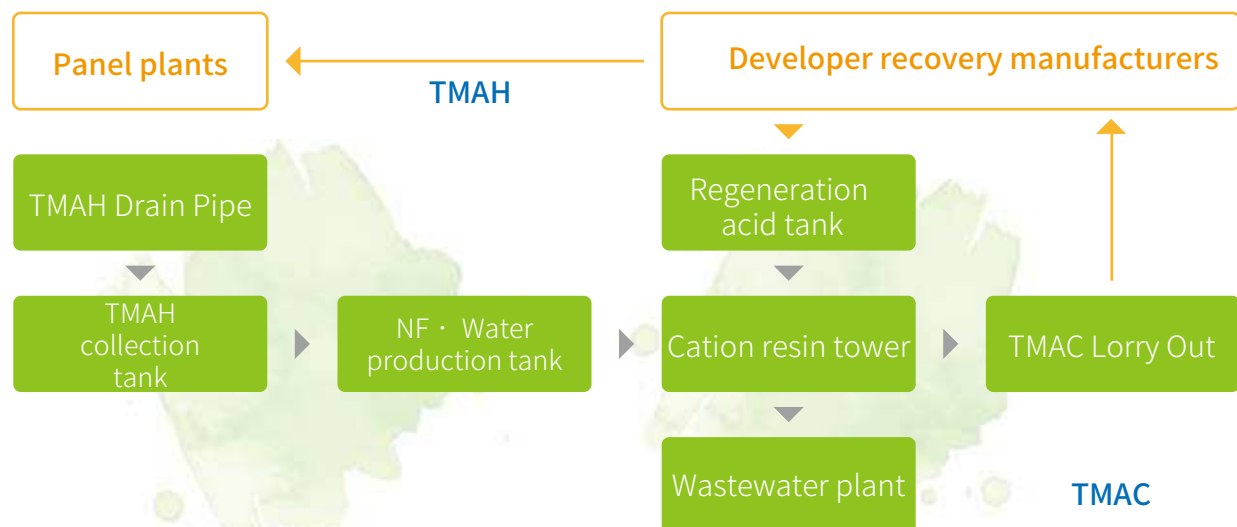 Panel plants
TMAH
Developer recovery manufacturers
TMAH Drain Pipe
Regeneration
acid tank
TMAH
collection
tank
NF · Water
production tank
Cation resin tower
TMAC Lorry Out
Wastewater plant
TMAC